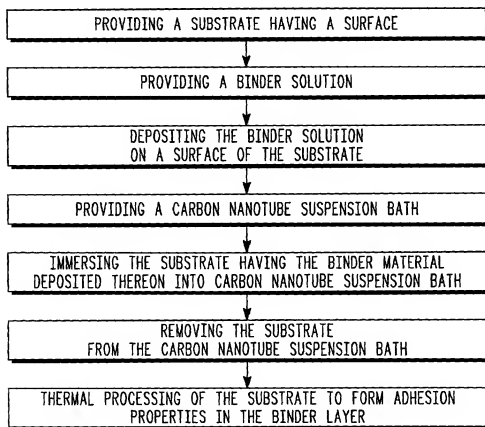 PROVIDING A SUBSTRATE HAVING A SURFACE
PROVIDING A BINDER SOLUTION
DEPOSITING THE BINDER SOLUTION
ON A SURFACE OF THE SUBSTRATE
PROVIDING A CARBON NANOTUBE SUSPENSION BATH
IMMERSING THE SUBSTRATE HAVING THE BINDER MATERIAL
DEPOSITED THEREON INTO CARBON NANOTUBE SUSPENSION BATH
REMOVING THE SUBSTRATE
FROM THE CARBON NANOTUBE SUSPENSION BATH
THERMAL PROCESSING OF THE SUBSTRATE TO FORM ADHESION
PROPERTIES IN THE BINDER LAYER